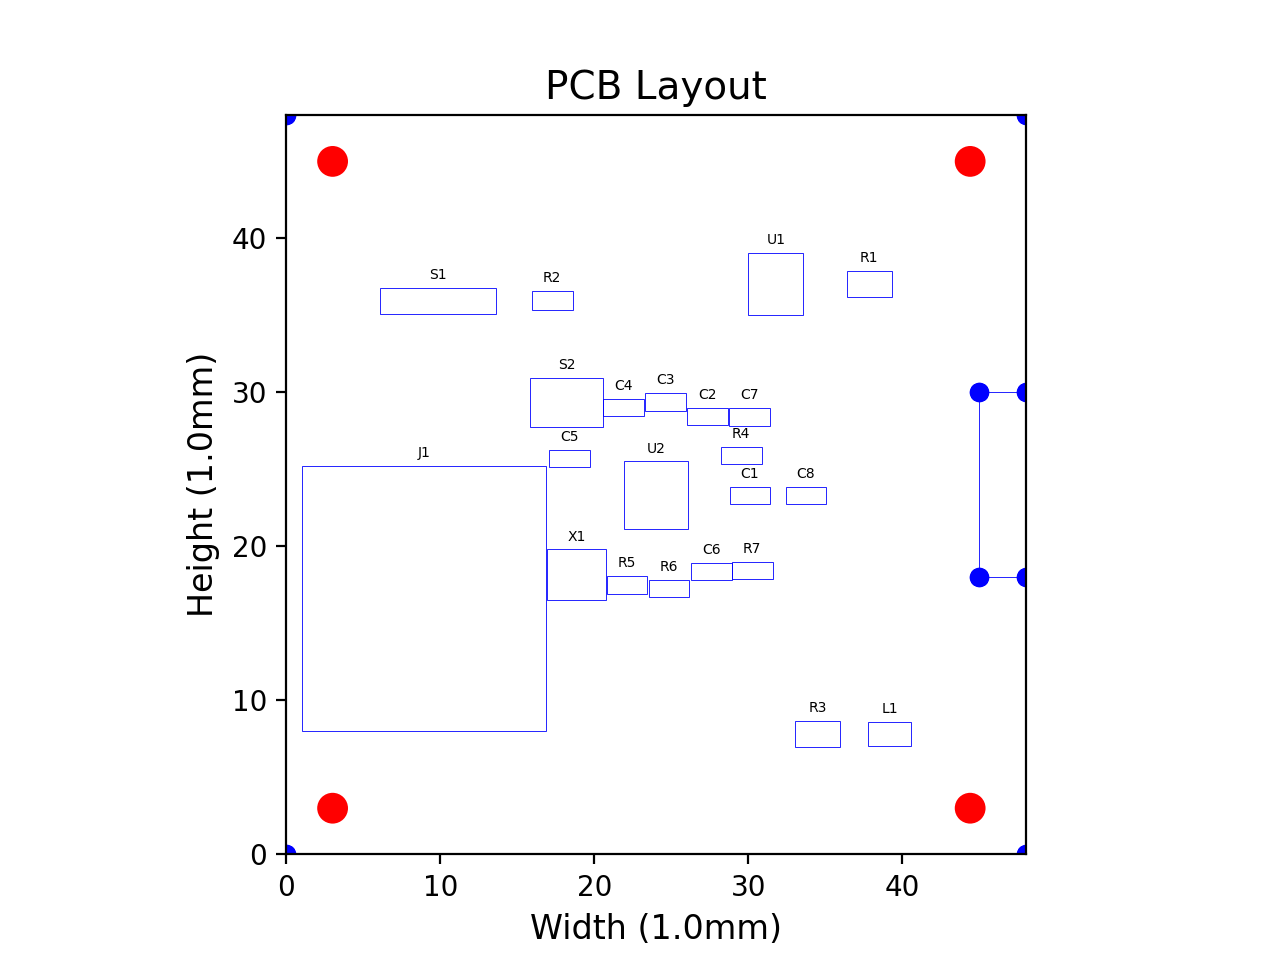 PCB Layout
Height (1.0mm)
40
30
20
10
0
U1
R1
S1
R2
S2
C4
C3
C2
C7
C5
R4
J1
U2
C1
C8
X1
R5
R6
C6
R7
R3
L1
0 10 20 30 40
Width (1.0mm)